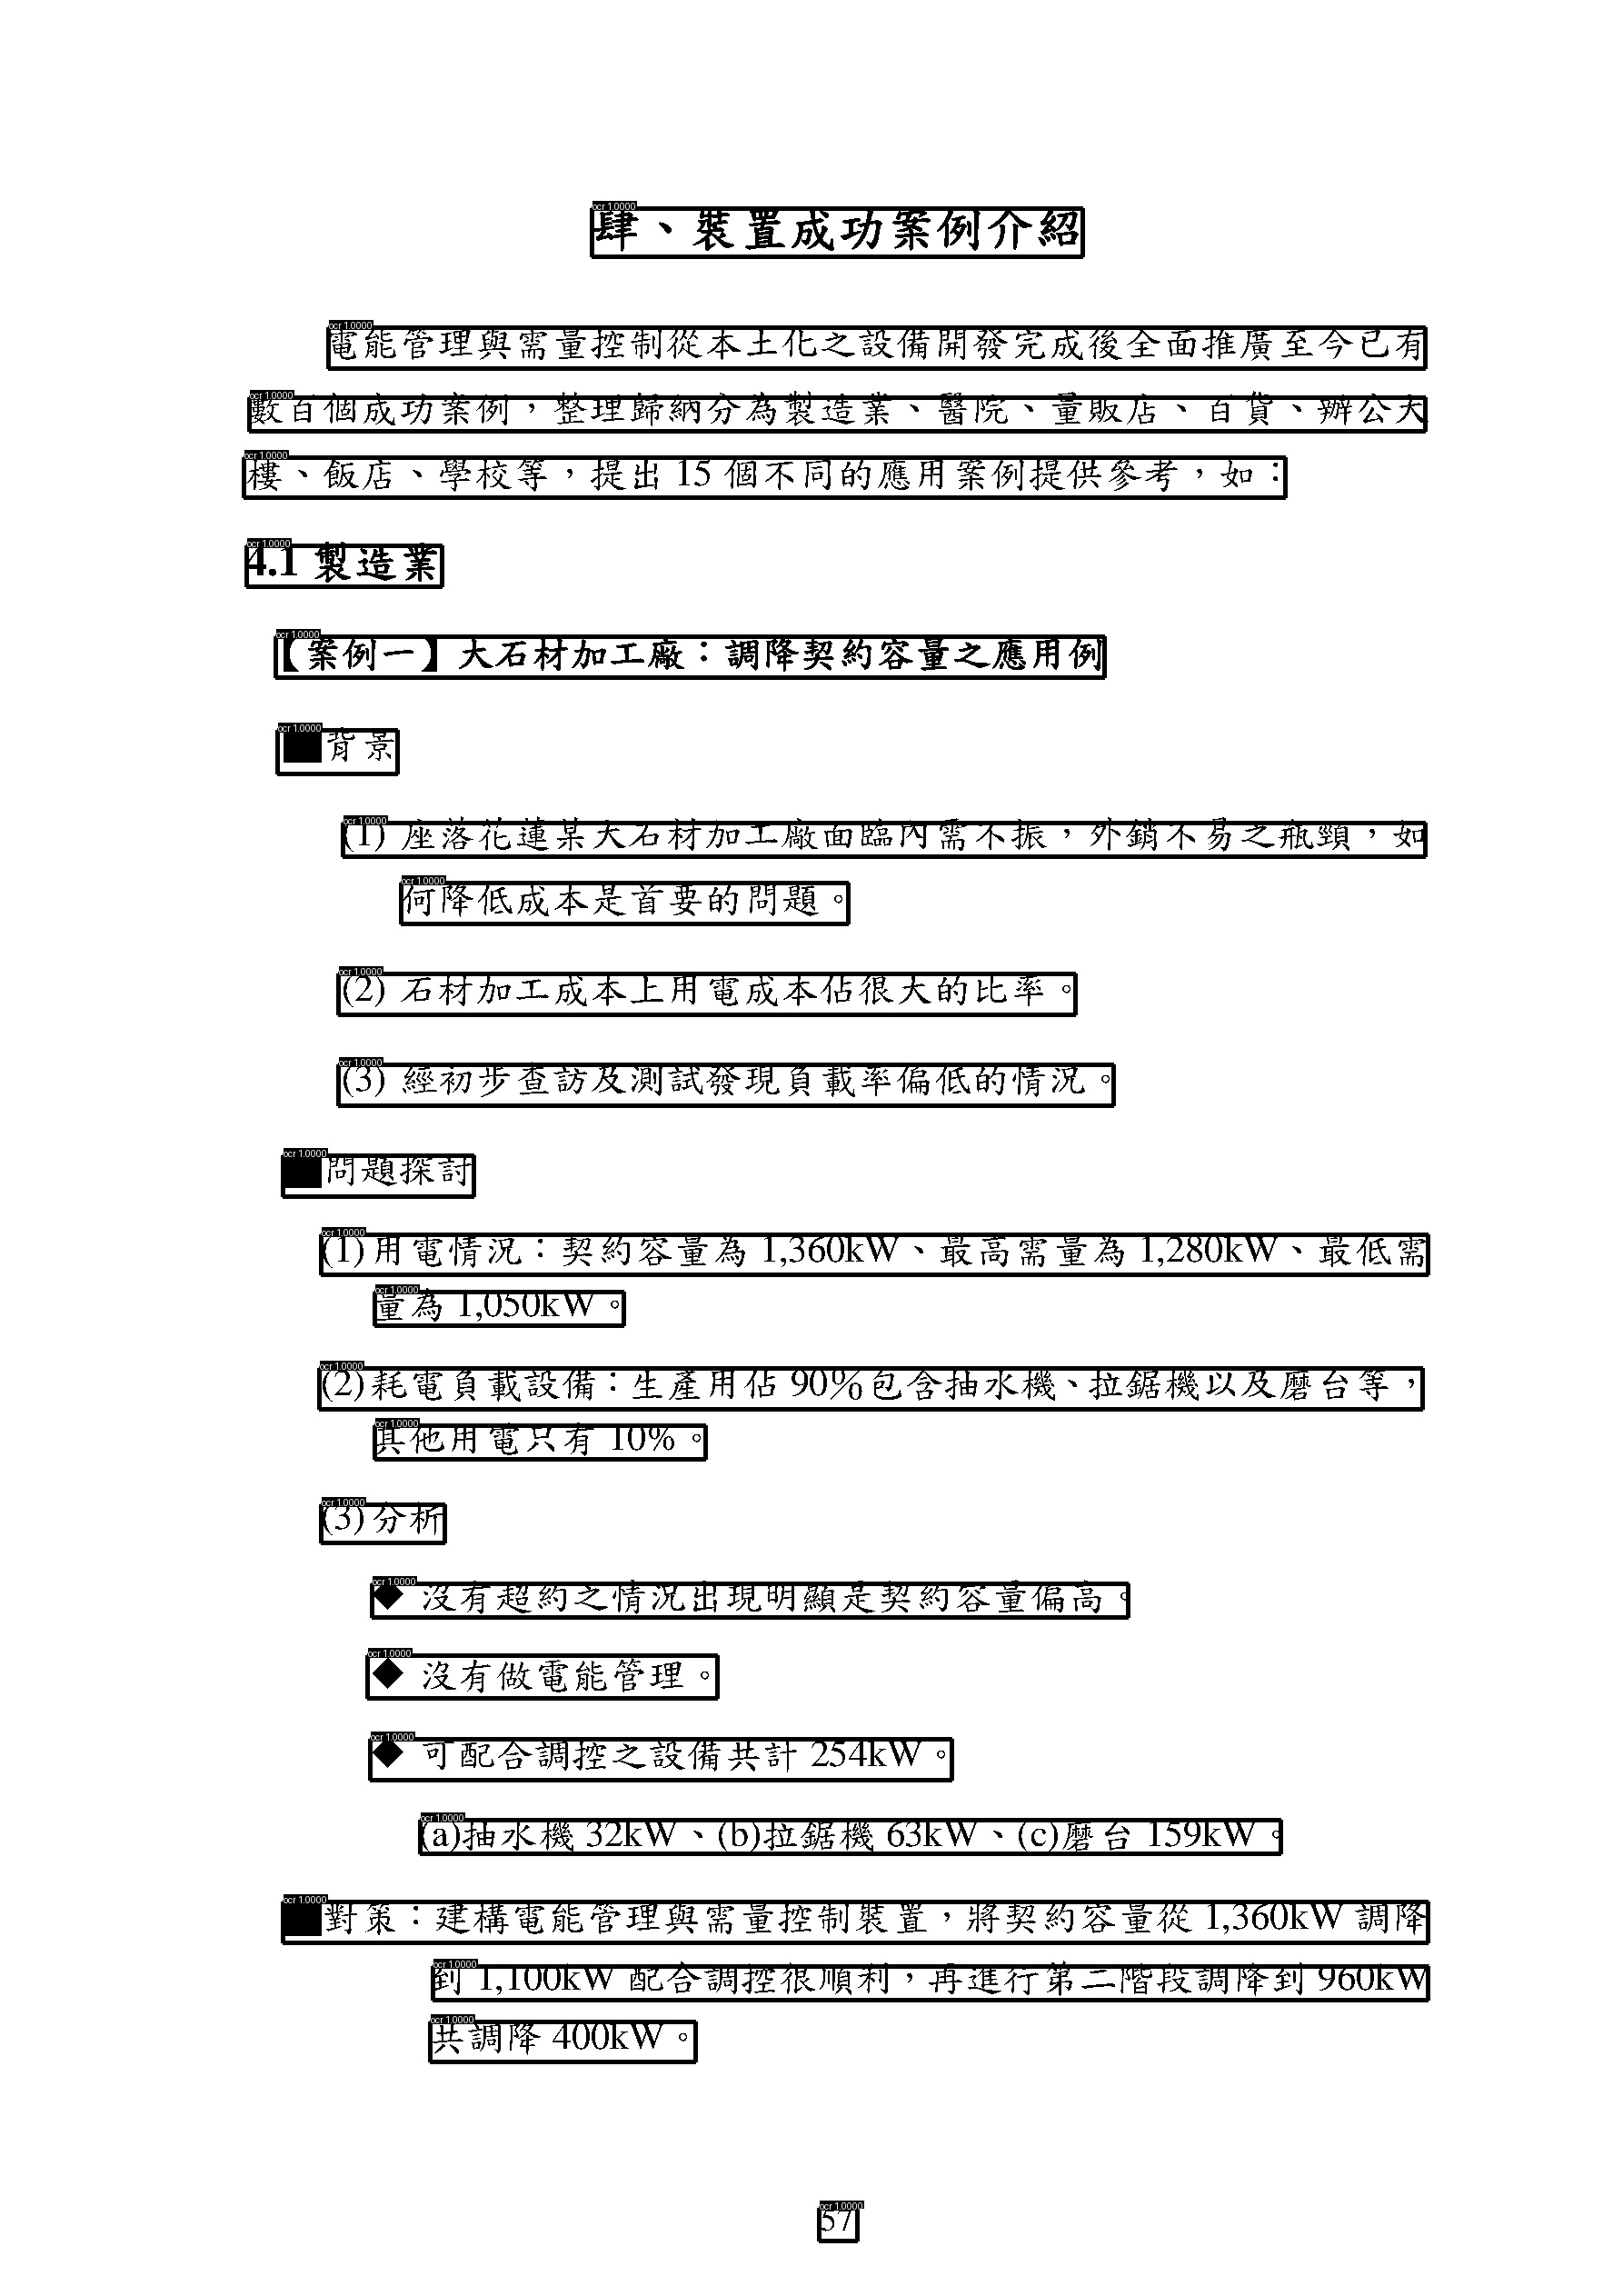 肆、裝置成功案例介紹
電能管理與需量控制從本土化之設備開發完成後全面推廣至今已有
數百個成功案例，整理歸納分為製造業、醫院、量販店、百貨、辦公大
樓、飯店、學校等，提出 15 個不同的應用案例提供參考，如：
4.1 製造業
【案例一】大石材加工廠：調降契約容量之應用例
■背景
(1) 座落花蓮某大石材加工廠面臨內需不振，外銷不易之瓶頸，如
何降低成本是首要的問題。
(2) 石材加工成本上用電成本佔很大的比率。
(3) 經初步查訪及測試發現負載率偏低的情況。
■問題探討
(1)用電情況：契約容量為 1,360kW、最高需量為 1,280kW、最低需
量為 1,050kW。
(2)耗電負載設備：生產用佔 90%包含抽水機、拉鋸機以及磨台等，
其他用電只有 10%。
(3)分析
◆ 沒有超約之情況出現明顯是契約容量偏高。
◆ 沒有做電能管理。
◆ 可配合調控之設備共計 254kW。
(a)抽水機 32kW、(b)拉鋸機 63kW、(c)磨台 159kW。
■對策：建構電能管理與需量控制裝置，將契約容量從 1,360kW 調降
到 1,100kW 配合調控很順利，再進行第二階段調降到 960kW
共調降 400kW。
57